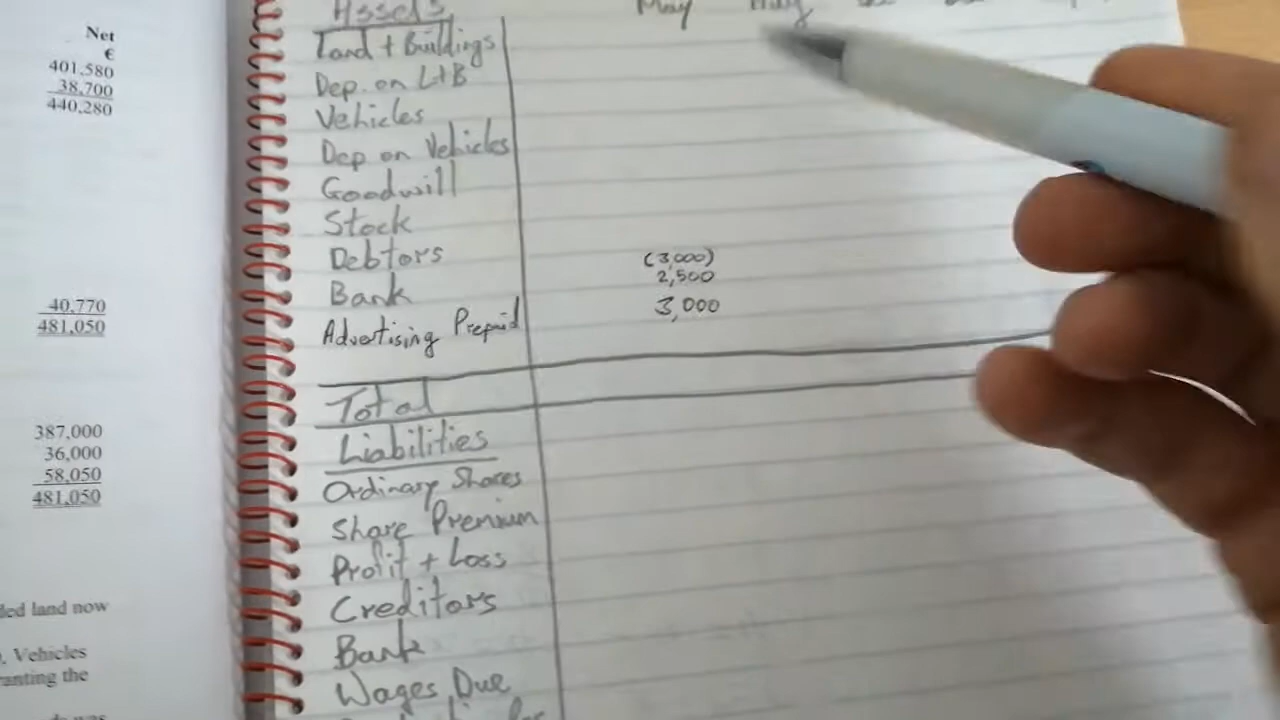 Net
€
401,580
38,700
440,280
40,770
481,050
387,000
36,000
58,050
481,050
led land now
, Vehicles
ranting the
Assets May May
Land + Buildings
Dep. on L+B
Vehicles
Dep on Vehicles
Goodwill
Stock
Debtors (3,000)
Bank 2,500
Advertising Prepaid 3,000
Total
Liabilities
Ordinary Shares
Share Premium
Profit + Loss
Creditors
Bank
Wages Due